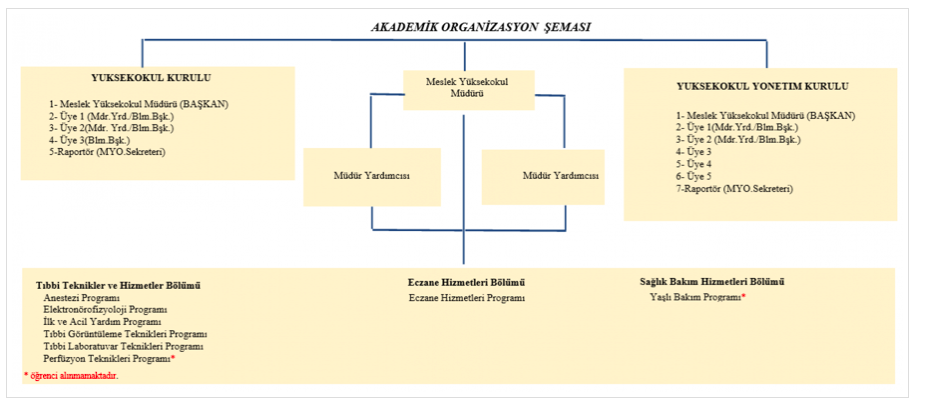 AKADEMİK ORGANİZASYON ŞEMASI
YUKSEKOKUL KURULU
1- Meslek Yüksekokul Müdürü (BAŞKAN)
2- Üye 1 (Mdr.Yrd./Blm.Bşk.)
3- Üye 2(Mdr. Yrd./Blm.Bşk.)
4- Üye 3(Blm.Bşk.)
5-Raportör (MYO.Sekreteri)
Meslek Yüksekokul
Müdürü
Müdür Yardımcısı
Müdür Yardımcısı
YUKSEKOKUL YONETIM KURULU
1- Meslek Yüksekokul Müdürü (BAŞKAN)
2- Üye 1(Mdr.Yrd./Blm.Bşk.)
3- Üye 2 (Mdr.Yrd./Blm.Bşk.)
4- Üye 3
5- Üye 4
6- Üye 5
7-Raportör (MYO.Sekreteri)
Tıbbi Teknikler ve Hizmetler Bölümü
Anestezi Programı
Elektronörofizyoloji Programı
İlk ve Acil Yardım Programı
Tıbbi Görüntüleme Teknikleri Programı
Tıbbi Laboratuvar Teknikleri Programı
Perfüzyon Teknikleri Programı*
* öğrenci alınmamaktadır.
Eczane Hizmetleri Bölümü
Eczane Hizmetleri Programı
Sağlık Bakım Hizmetleri Bölümü
Yaşlı Bakım Programı*